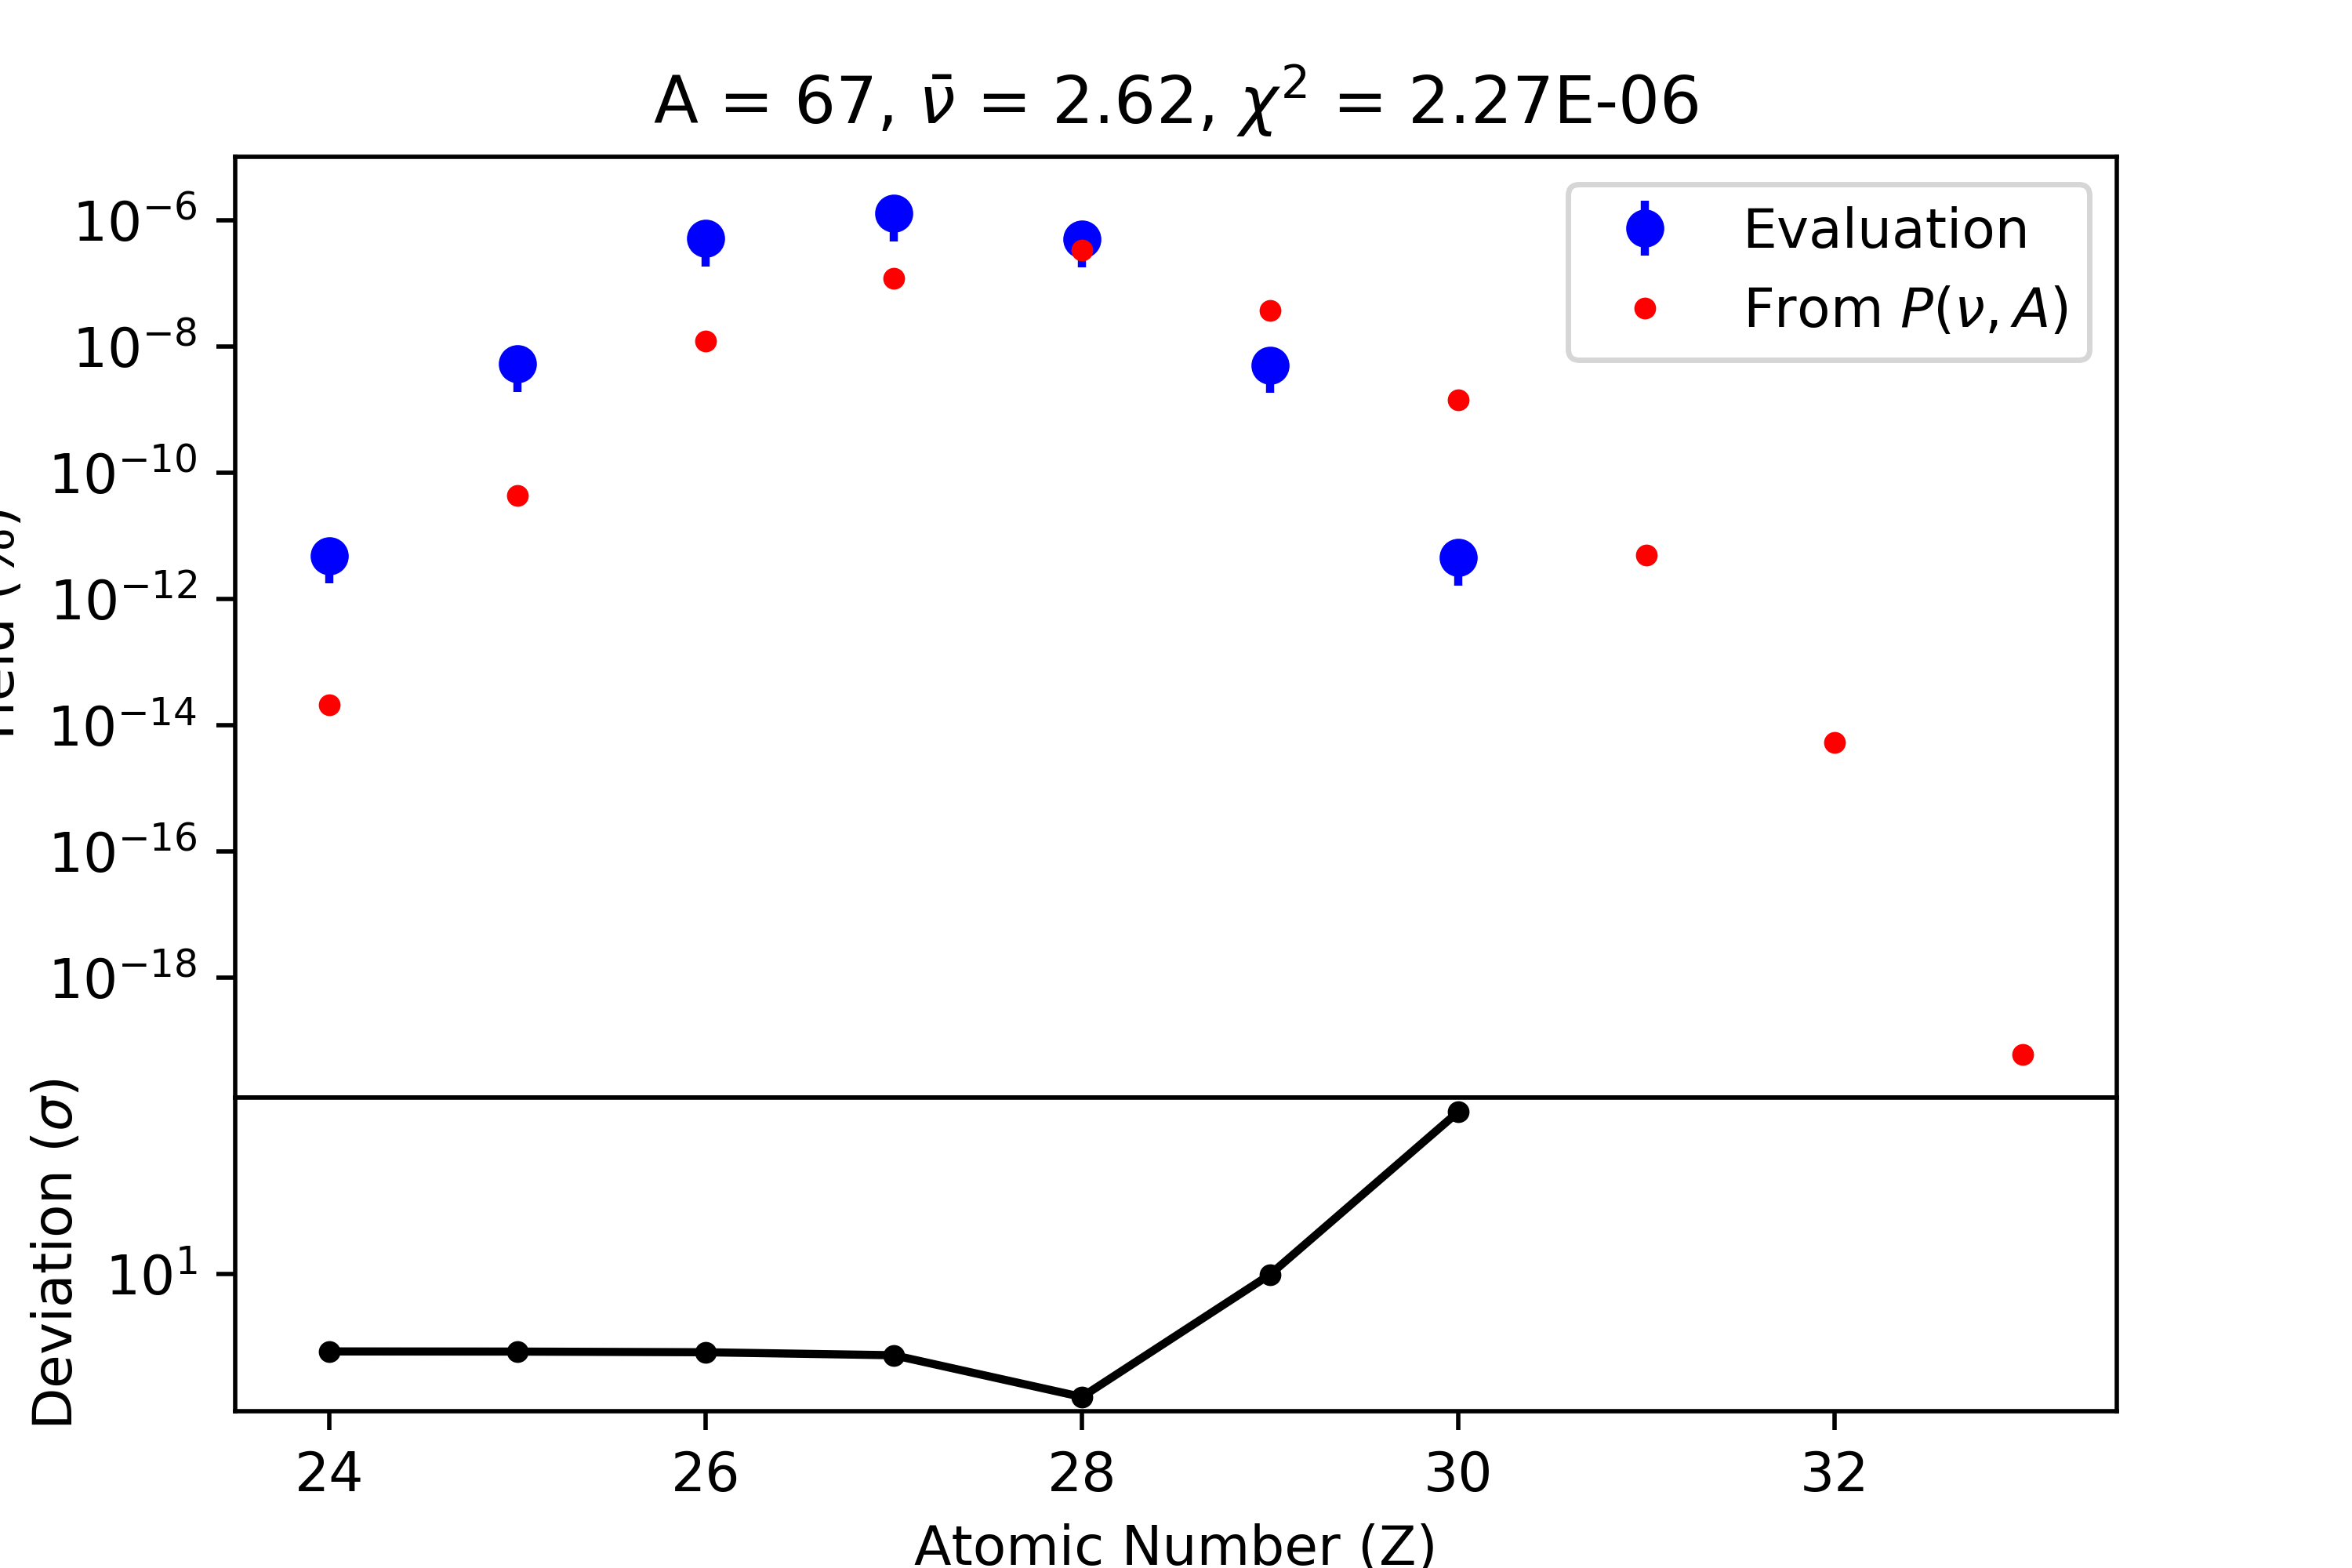 A = 67, ν̄ = 2.62, χ² = 2.27E-06
Evaluation
From P(ν, A)
10⁻⁶
10⁻⁸
10⁻¹⁰
10⁻¹²
10⁻¹⁴
10⁻¹⁶
10⁻¹⁸
(%)
Deviation (σ)
10¹
24 26 28 30 32
Atomic Number (Z)